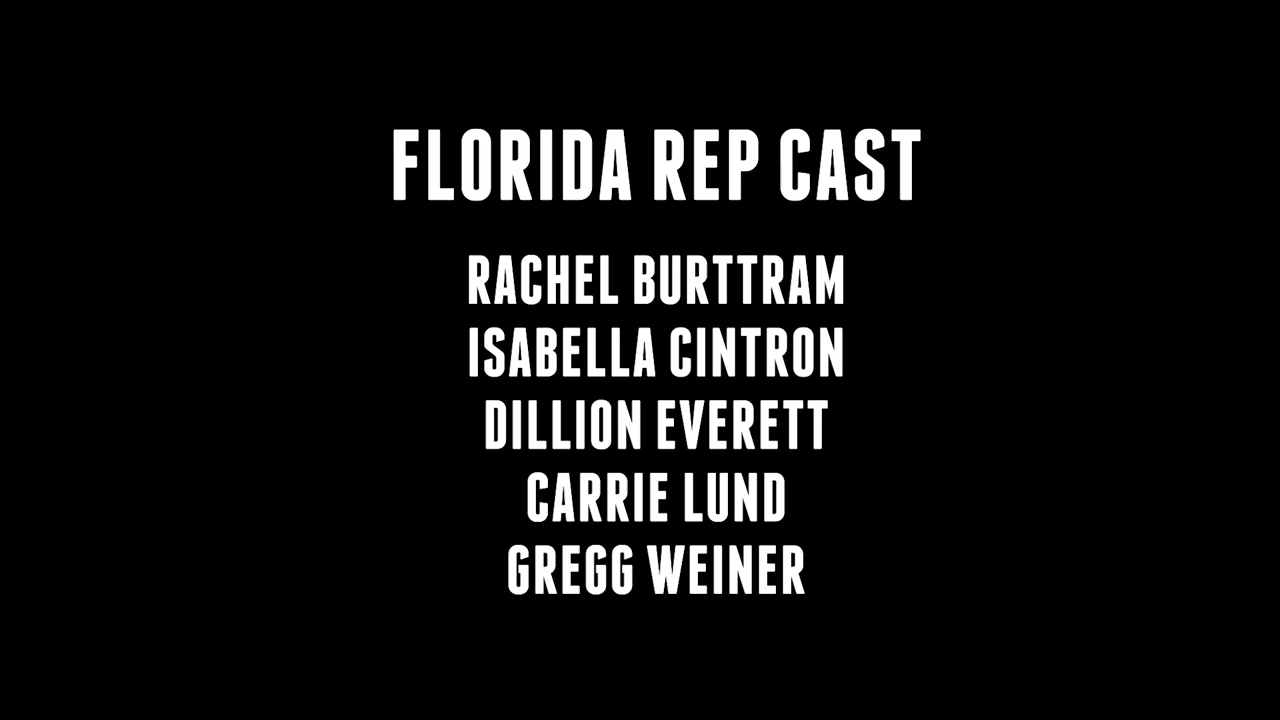 FLORIDA REP CAST
RACHEL BURTTRAM
ISABELLA CINTRON
DILLION EVERETT
CARRIE LUND
GREGG WEINER